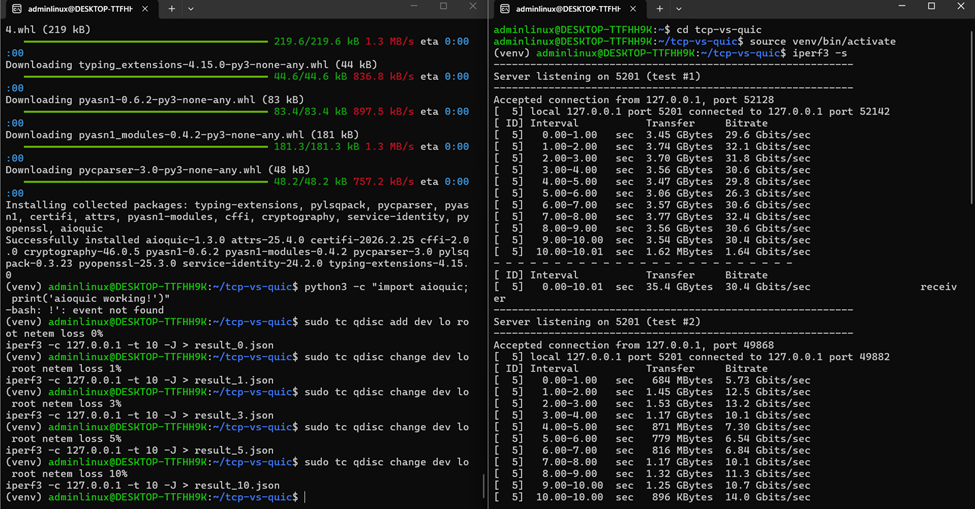 adminlinux@DESKTOP-TTFHH
4.whl (219 kB)
219.6/219.6 kB 1.3 MB/s eta 0:00
:00
Downloading typing_extensions-4.15.0-py3-none-any.whl (44 kB)
44.6/44.6 kB 836.8 kB/s eta 0:00
:00
Downloading pyasn1-0.6.2-py3-none-any.whl (83 kB)
83.4/83.4 kB 897.5 kB/s eta 0:00
:00
Downloading pyasn1_modules-0.4.2-py3-none-any.whl (181 kB)
181.3/181.3 kB 1.3 MB/s eta 0:00
:00
Downloading pycparser-3.0-py3-none-any.whl (48 kB)
48.2/48.2 kB 757.2 kB/s eta 0:00
:00
Installing collected packages: typing-extensions, pylsqpack, pycparser, pyas
n1, certifi, attrs, pyasn1-modules, cffi, cryptography, service-identity, py
openssl, aioquic
Successfully installed aioquic-1.3.0 attrs-25.4.0 certifi-2026.2.25 cffi-2.0
.0 cryptography-46.0.5 pyasn1-0.6.2 pyasn1-modules-0.4.2 pycparser-3.0 pylsq
pack-0.3.23 pyopenssl-25.3.0 service-identity-24.2.0 typing-extensions-4.15.
0
(venv) adminlinux@DESKTOP-TTFHH9K:~/tcp-vs-quic$ python3 -c "import aioquic;
print('aioquic working!')"
-bash: !': event not found
(venv) adminlinux@DESKTOP-TTFHH9K:~/tcp-vs-quic$ sudo tc qdisc add dev lo ro
ot netem loss 0%
iperf3 -c 127.0.0.1 -t 10 -J > result_0.json
(venv) adminlinux@DESKTOP-TTFHH9K:~/tcp-vs-quic$ sudo tc qdisc change dev lo
root netem loss 1%
iperf3 -c 127.0.0.1 -t 10 -J > result_1.json
(venv) adminlinux@DESKTOP-TTFHH9K:~/tcp-vs-quic$ sudo tc qdisc change dev lo
root netem loss 3%
iperf3 -c 127.0.0.1 -t 10 -J > result_3.json
(venv) adminlinux@DESKTOP-TTFHH9K:~/tcp-vs-quic$ sudo tc qdisc change dev lo
root netem loss 5%
iperf3 -c 127.0.0.1 -t 10 -J > result_5.json
(venv) adminlinux@DESKTOP-TTFHH9K:~/tcp-vs-quic$ sudo tc qdisc change dev lo
root netem loss 10%
iperf3 -c 127.0.0.1 -t 10 -J > result_10.json
(venv) adminlinux@DESKTOP-TTFHH9K:~/tcp-vs-quic$
adminlinux@DESKTOP-TTFHH
adminlinux@DESKTOP-TTFHH9K:~$ cd tcp-vs-quic
adminlinux@DESKTOP-TTFHH9K:~/tcp-vs-quic$ source venv/bin/activate
(venv) adminlinux@DESKTOP-TTFHH9K:~/tcp-vs-quic$ iperf3 -s
-----------------------------------------------------------
Server listening on 5201 (test #1)
-----------------------------------------------------------
Accepted connection from 127.0.0.1, port 52128
[  5] local 127.0.0.1 port 5201 connected to 127.0.0.1 port 52142
[ ID] Interval           Transfer     Bitrate
[  5]   0.00-1.00   sec  3.45 GBytes  29.6 Gbits/sec
[  5]   1.00-2.00   sec  3.74 GBytes  32.1 Gbits/sec
[  5]   2.00-3.00   sec  3.70 GBytes  31.8 Gbits/sec
[  5]   3.00-4.00   sec  3.56 GBytes  30.6 Gbits/sec
[  5]   4.00-5.00   sec  3.47 GBytes  29.8 Gbits/sec
[  5]   5.00-6.00   sec  3.06 GBytes  26.3 Gbits/sec
[  5]   6.00-7.00   sec  3.57 GBytes  30.6 Gbits/sec
[  5]   7.00-8.00   sec  3.77 GBytes  32.4 Gbits/sec
[  5]   8.00-9.00   sec  3.56 GBytes  30.6 Gbits/sec
[  5]   9.00-10.00  sec  3.54 GBytes  30.4 Gbits/sec
[  5]  10.00-10.01  sec  1.62 MBytes  1.64 Gbits/sec
- - - - - - - - - - - - - - - - - - - - - - - - -
[ ID] Interval           Transfer     Bitrate
[  5]   0.00-10.01  sec  35.4 GBytes  30.4 Gbits/sec                  receiv
er
-----------------------------------------------------------
Server listening on 5201 (test #2)
-----------------------------------------------------------
Accepted connection from 127.0.0.1, port 49868
[  5] local 127.0.0.1 port 5201 connected to 127.0.0.1 port 49882
[ ID] Interval           Transfer     Bitrate
[  5]   0.00-1.00   sec   684 MBytes  5.73 Gbits/sec
[  5]   1.00-2.00   sec  1.45 GBytes  12.5 Gbits/sec
[  5]   2.00-3.00   sec  1.53 GBytes  13.2 Gbits/sec
[  5]   3.00-4.00   sec  1.17 GBytes  10.1 Gbits/sec
[  5]   4.00-5.00   sec   871 MBytes  7.30 Gbits/sec
[  5]   5.00-6.00   sec   779 MBytes  6.54 Gbits/sec
[  5]   6.00-7.00   sec   816 MBytes  6.84 Gbits/sec
[  5]   7.00-8.00   sec  1.17 GBytes  10.1 Gbits/sec
[  5]   8.00-9.00   sec  1.32 GBytes  11.3 Gbits/sec
[  5]   9.00-10.00  sec  1.25 GBytes  10.7 Gbits/sec
[  5]  10.00-10.00  sec   896 KBytes  14.0 Gbits/sec